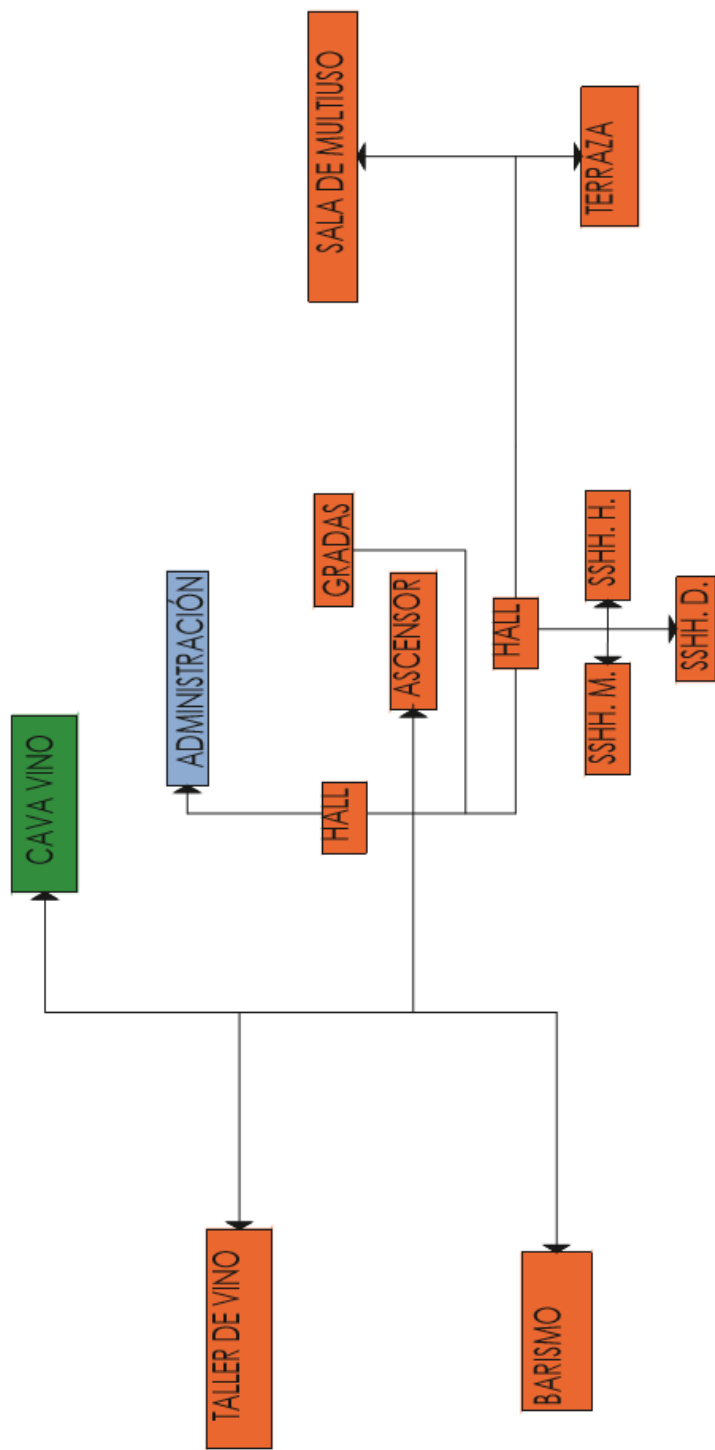 CAVA VINO
TALLER DE VINO
ADMINISTRACIÓN
SALA DE MULTIUSO
GRADAS
HALL
ASCENSOR
HALL
BARISMO
TERRAZA
SSHH. M.
SSHH. H.
SSHH. D.